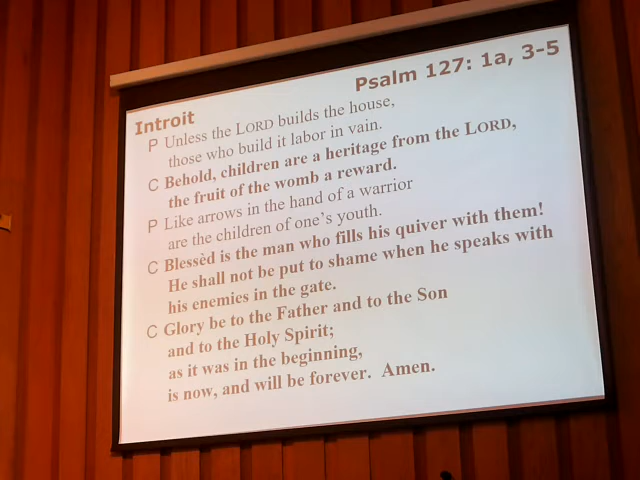 Introit Psalm 127: 1a, 3-5
P Unless the LORD builds the house,
those who build it labor in vain.
C Behold, children are a heritage from the LORD,
the fruit of the womb a reward.
P Like arrows in the hand of a warrior
are the children of one's youth.
C Blessèd is the man who fills his quiver with them!
He shall not be put to shame when he speaks with
his enemies in the gate.
C Glory be to the Father and to the Son
and to the Holy Spirit;
as it was in the beginning,
is now, and will be forever. Amen.